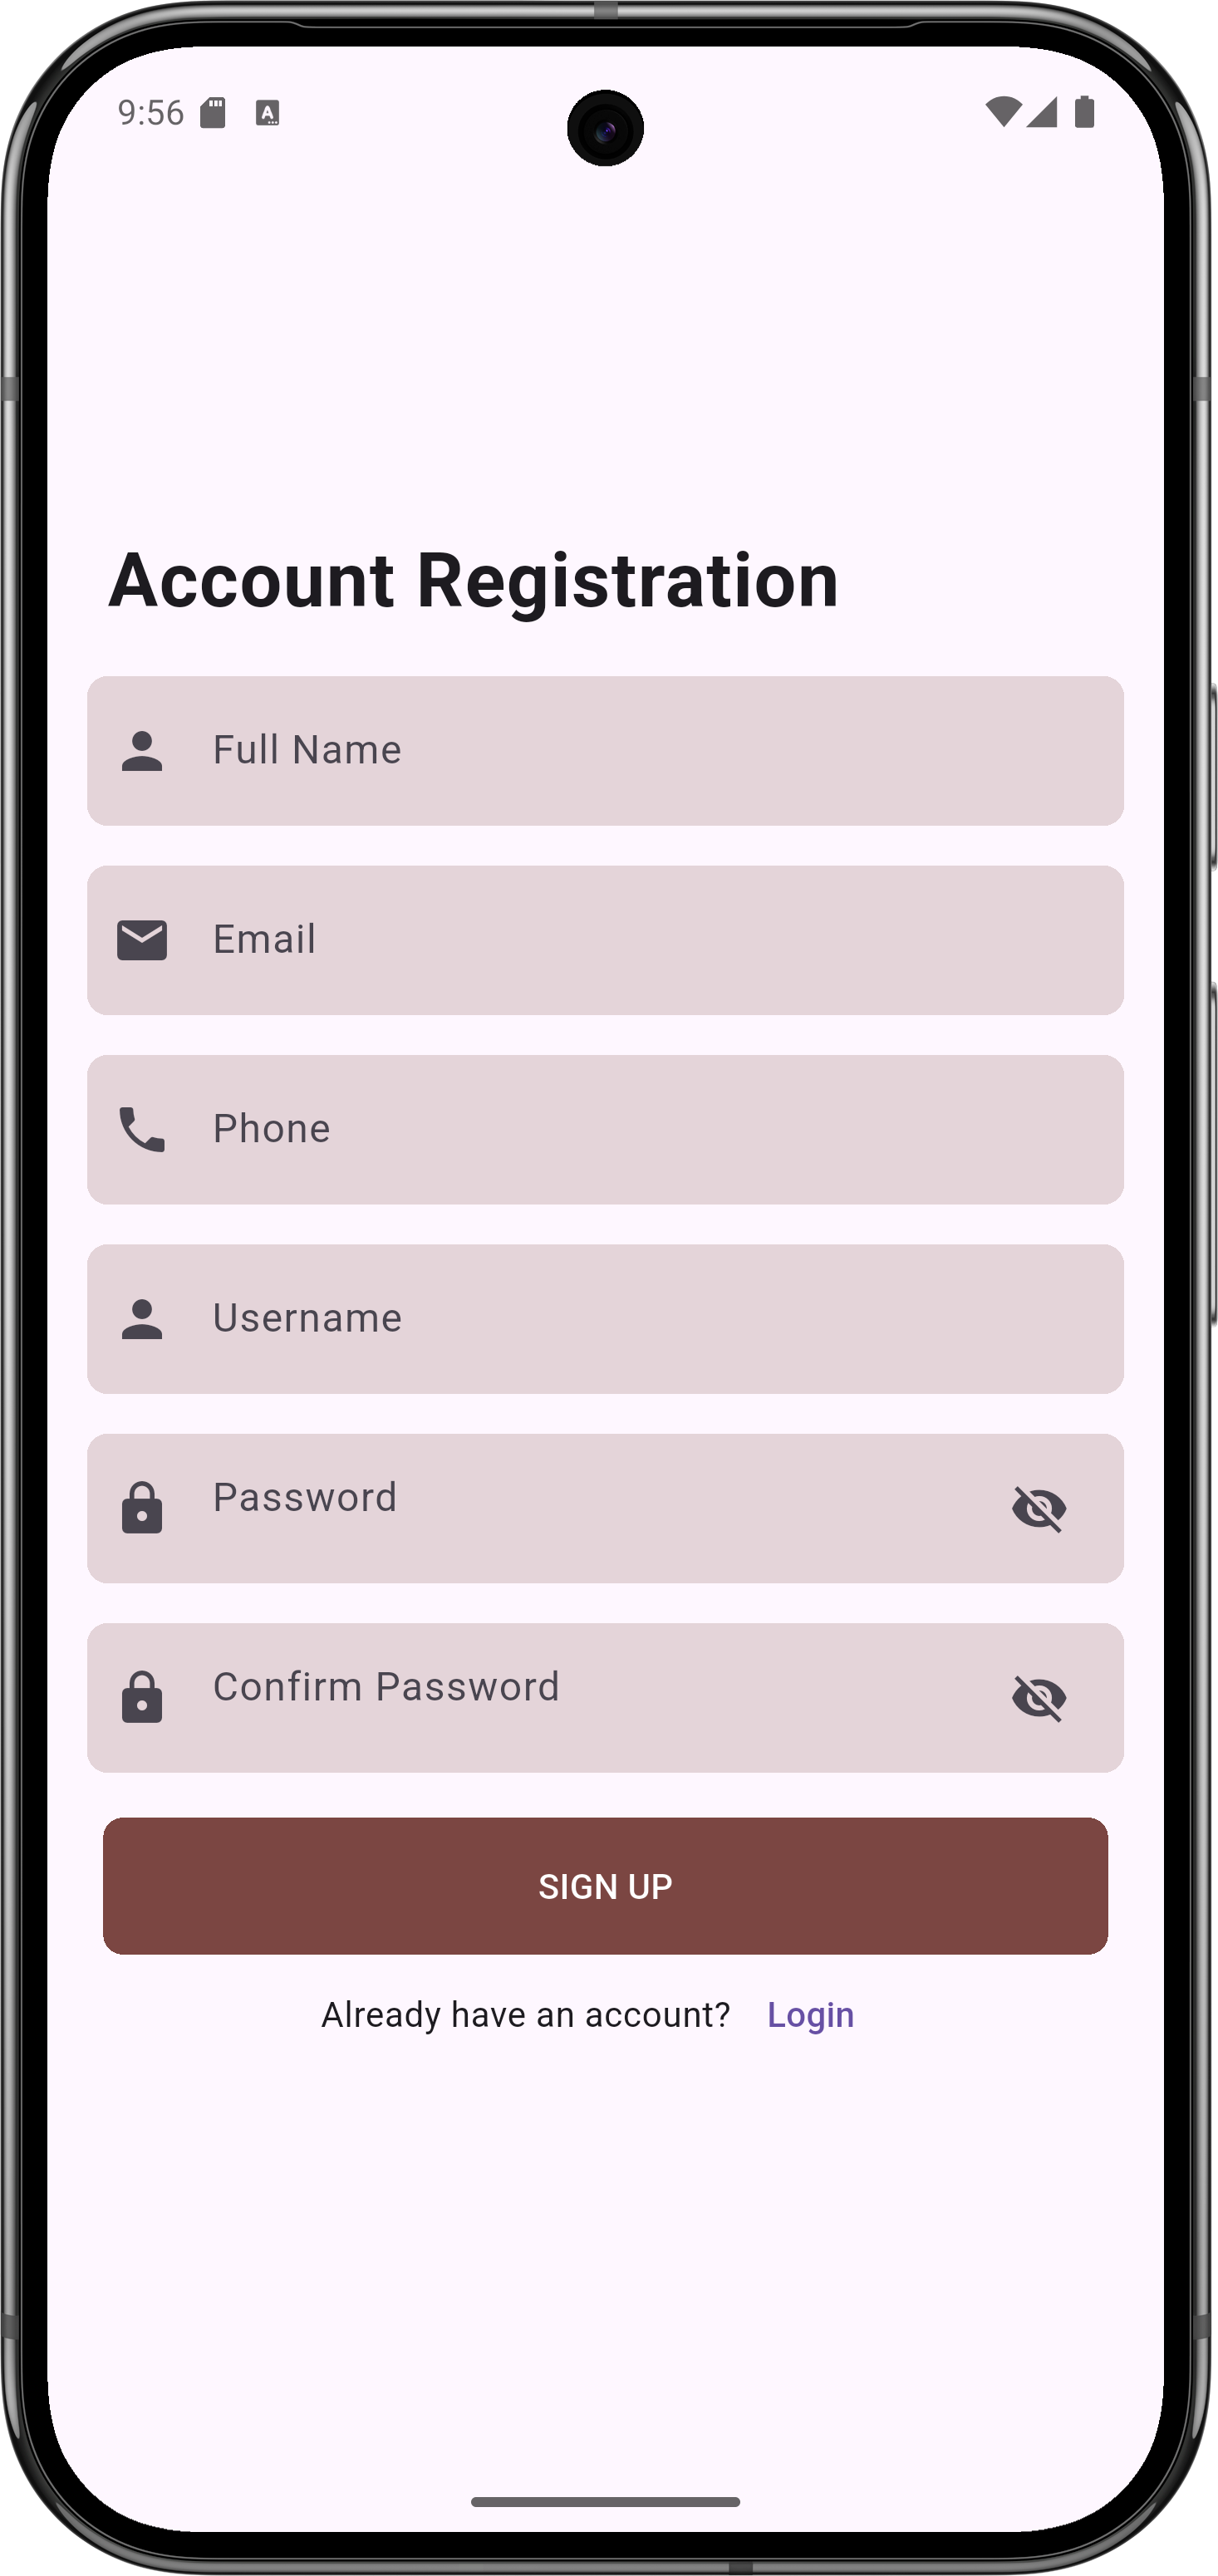 9:56
Account Registration
Full Name
Email
Phone
Username
Password
Confirm Password
SIGN UP
Already have an account? Login